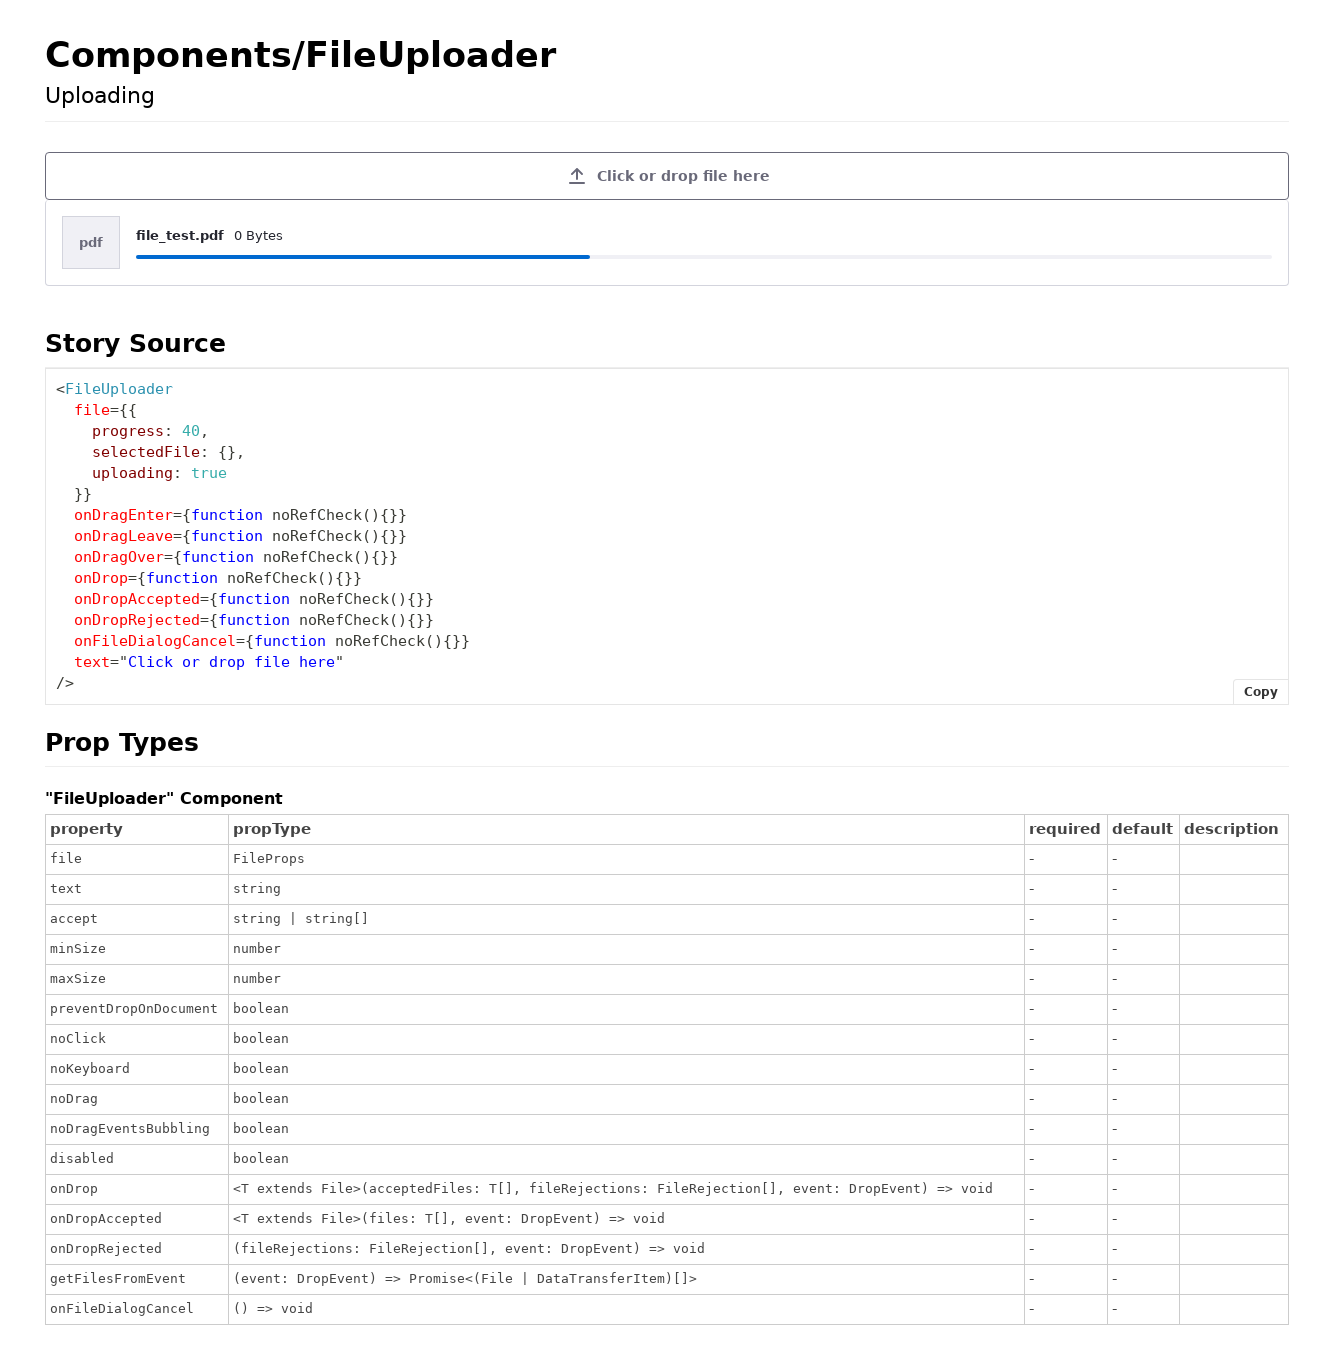 Components/FileUploader
Uploading
Click or drop file here
pdf
file_test.pdf 0 Bytes
Story Source
<FileUploader
  file={{
    progress: 40,
    selectedFile: {},
    uploading: true
  }}
  onDragEnter={function noRefCheck(){}}
  onDragLeave={function noRefCheck(){}}
  onDragOver={function noRefCheck(){}}
  onDrop={function noRefCheck(){}}
  onDropAccepted={function noRefCheck(){}}
  onDropRejected={function noRefCheck(){}}
  onFileDialogCancel={function noRefCheck(){}}
  text="Click or drop file here"
/>
Copy
Prop Types
"FileUploader" Component
property propType required default description
file FileProps - -
text string - -
accept string | string[] - -
minSize number - -
maxSize number - -
preventDropOnDocument boolean - -
noClick boolean - -
noKeyboard boolean - -
noDrag boolean - -
noDragEventsBubbling boolean - -
disabled boolean - -
onDrop <T extends File>(acceptedFiles: T[], fileRejections: FileRejection[], event: DropEvent) => void - -
onDropAccepted <T extends File>(files: T[], event: DropEvent) => void - -
onDropRejected (fileRejections: FileRejection[], event: DropEvent) => void - -
getFilesFromEvent (event: DropEvent) => Promise<(File | DataTransferItem)[]> - -
onFileDialogCancel () => void - -